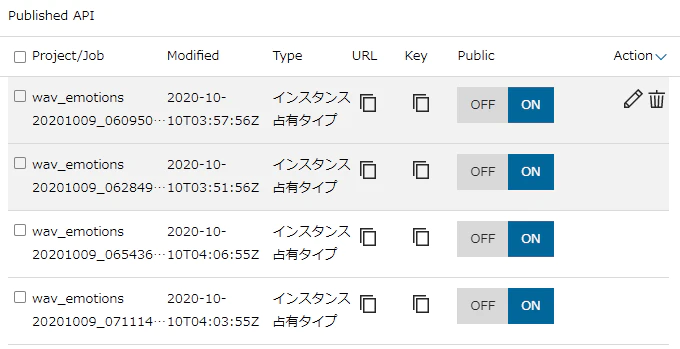 Published API
Project/Job Modified Type URL Key Public Action
wav_emotions 2020-10- インスタンス OFF ON
20201009_060950… 10T03:57:56Z 占有タイプ
wav_emotions 2020-10- インスタンス OFF ON
20201009_062849… 10T03:51:56Z 占有タイプ
wav_emotions 2020-10- インスタンス OFF ON
20201009_065436… 10T04:06:55Z 占有タイプ
wav_emotions 2020-10- インスタンス OFF ON
20201009_071114… 10T04:03:55Z 占有タイプ